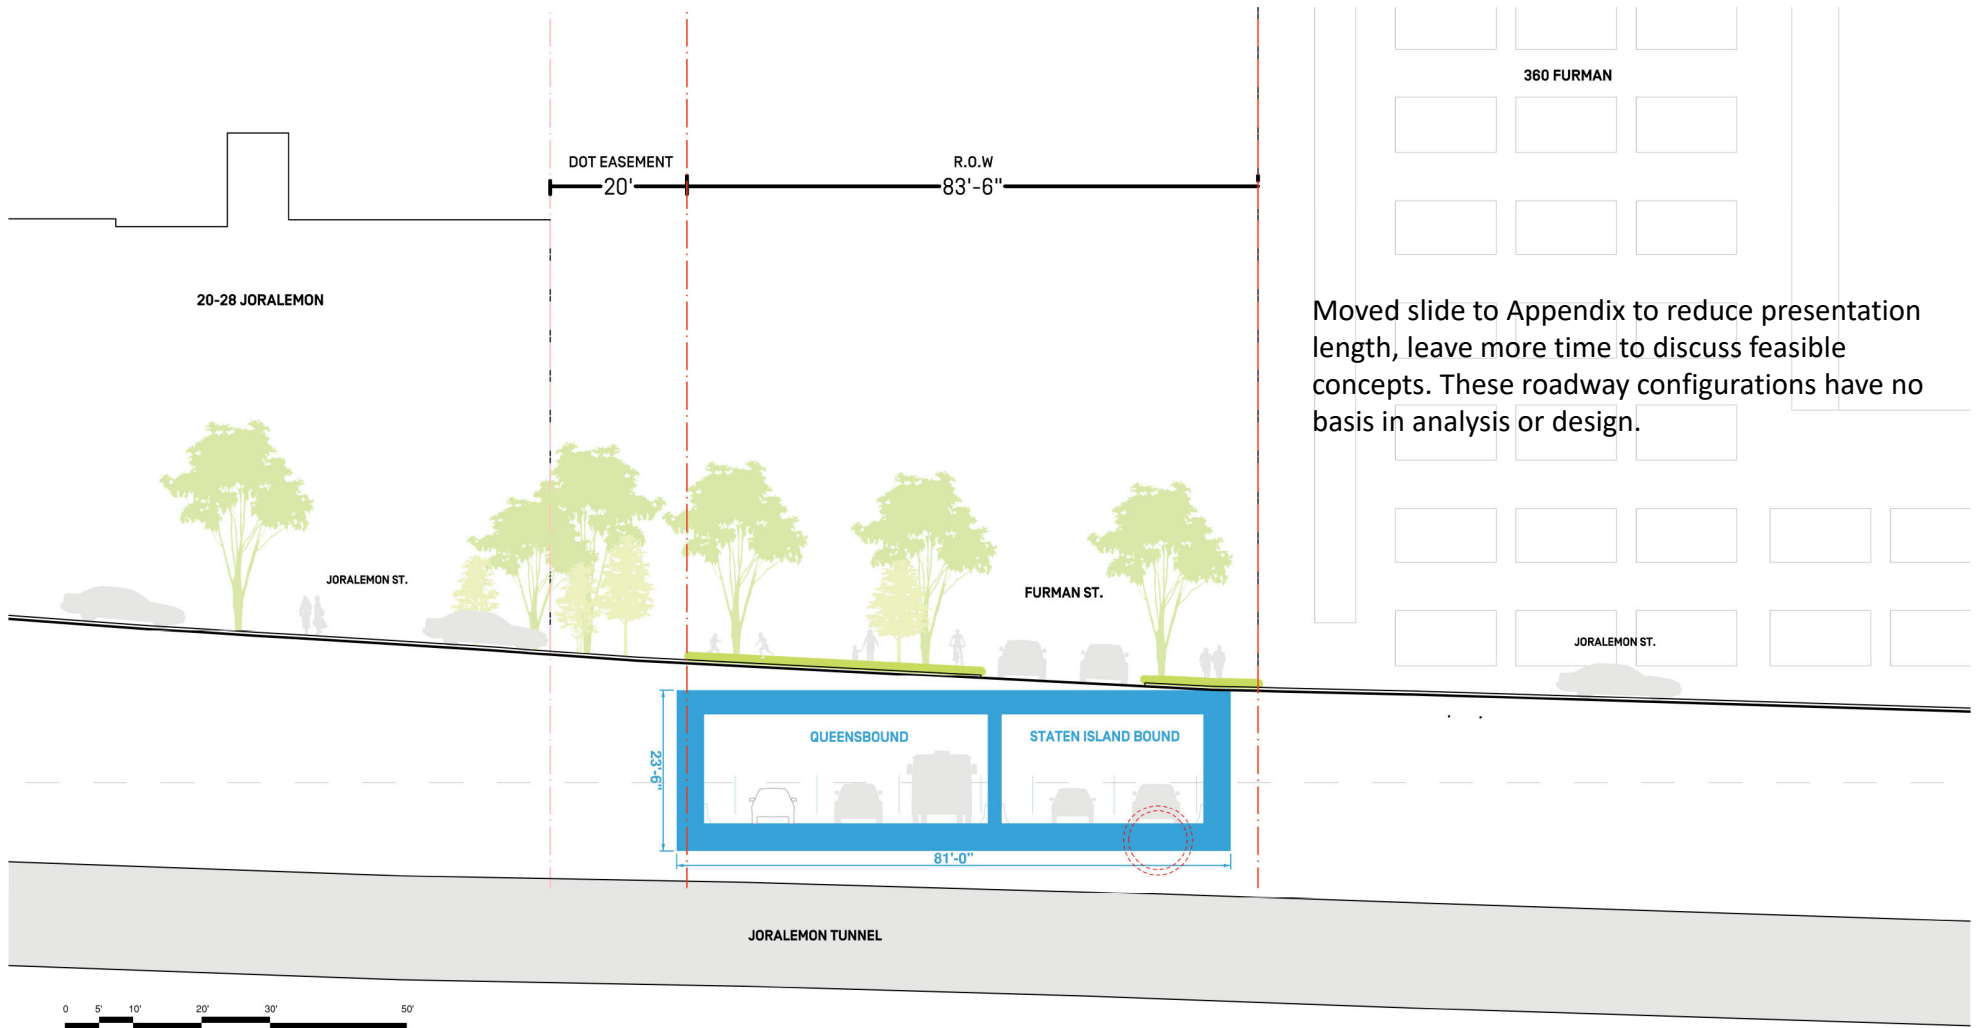 360 FURMAN
DOT EASEMENT
20'
R.O.W
83'-6"
20-28 JORALEMON
Moved slide to Appendix to reduce presentation
length, leave more time to discuss feasible
concepts. These roadway configurations have no
basis in analysis or design.
JORALEMON ST.
FURMAN ST.
JORALEMON ST.
QUEENSBOUND
STATEN ISLAND BOUND
23'-6"
81'-0"
JORALEMON TUNNEL
0 5' 10' 20' 30' 50'